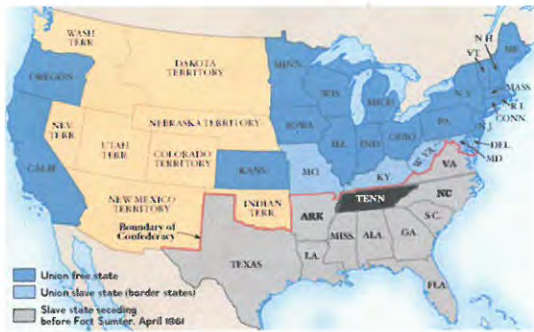 WASH.
TERR.
OREGON
CALIF.
NEV.
TERR.
UTAH
TERR.
DAKOTA
TERRITORY
NEBRASKA TERRITORY
COLORADO
TERRITORY
NEW MEXICO
TERRITORY
KANS.
INDIAN
TERR.
Boundary of
Confederacy
TEXAS
MINN.
IOWA
WIS.
ILL.
MICH.
IND.
OHIO
PA.
N.Y.
VT.
N.H.
ME.
MASS.
R.I.
CONN.
N.J.
DEL.
MD
W.VA.
VA
MO.
KY
TENN
ARK
NC
S.C.
MISS.
ALA.
GA.
LA.
FLA.
Union free state
Union slave state (border states)
Slave state seceding
before Fort Sumter, April 1861